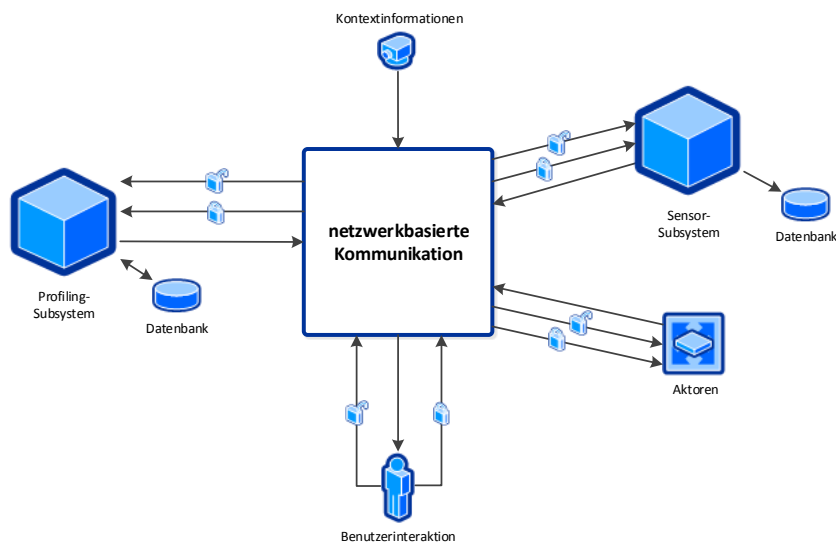 Kontextinformationen
netzwerkbasierte
Kommunikation
Sensor-
Subsystem
Datenbank
Profiling-
Subsystem
Datenbank
Aktoren
Benutzerinteraktion